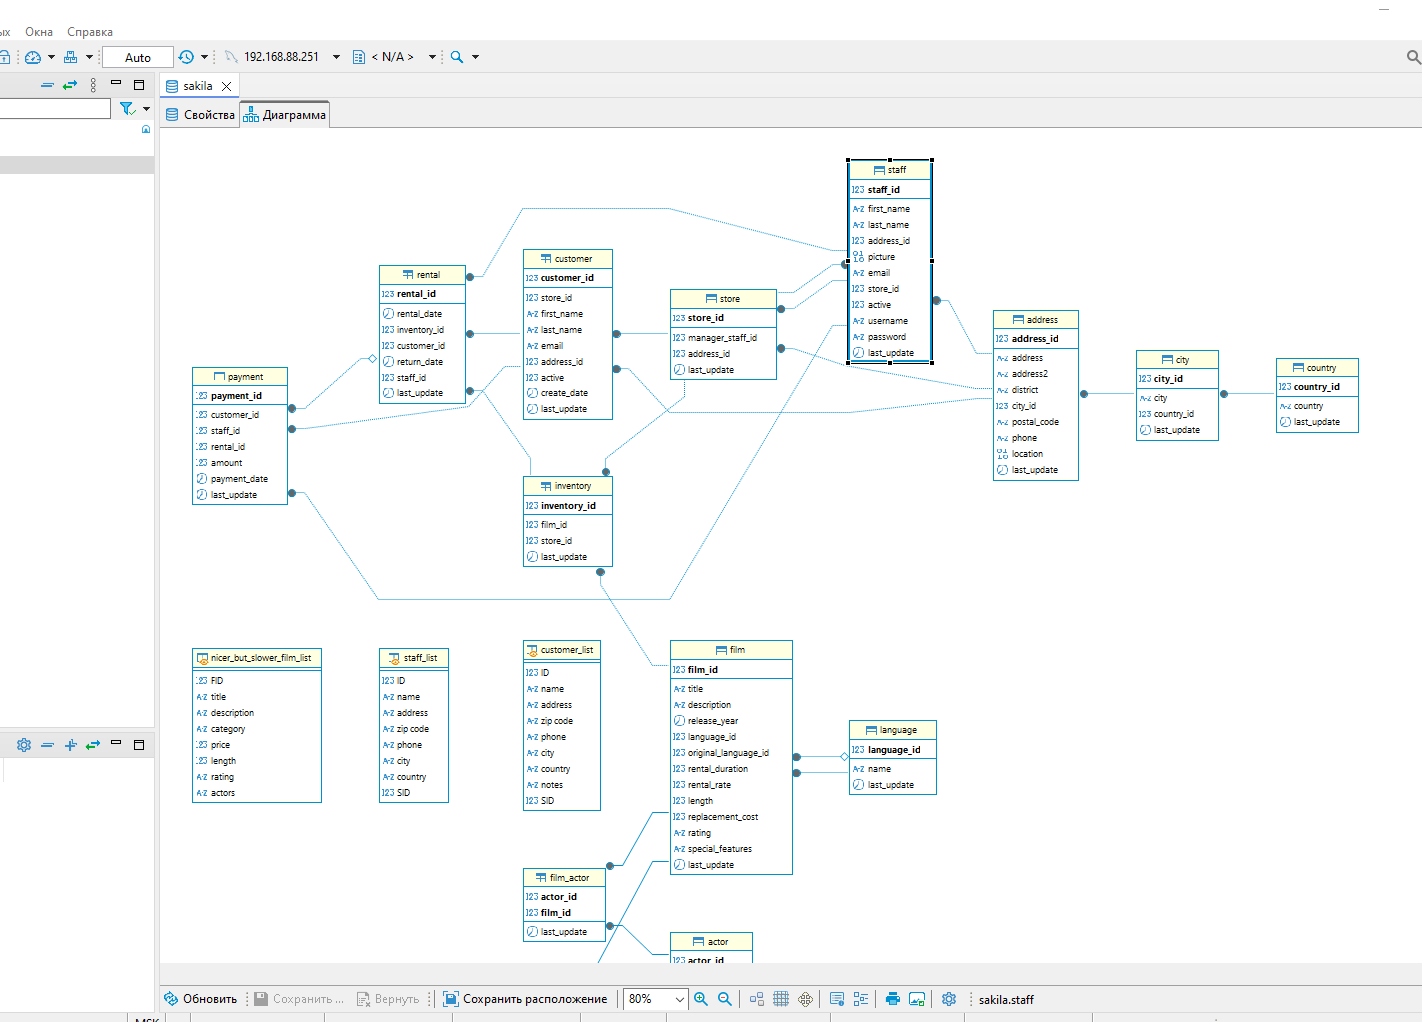 ых Окна Справка
Auto 192.168.88.251 < N/A >
sakila
Свойства Диаграмма
staff
staff_id
first_name
last_name
address_id
picture
email
store_id
active
username
password
last_update
customer
customer_id
store_id
first_name
last_name
email
address_id
active
create_date
last_update
rental
rental_id
rental_date
inventory_id
customer_id
return_date
staff_id
last_update
store
store_id
manager_staff_id
address_id
last_update
address
address_id
address
address2
district
city_id
postal_code
phone
location
last_update
city
city_id
city
country_id
last_update
country
country_id
country
last_update
payment
payment_id
customer_id
staff_id
rental_id
amount
payment_date
last_update
inventory
inventory_id
film_id
store_id
last_update
nicer_but_slower_film_list
FID
title
description
category
price
length
rating
actors
staff_list
ID
name
address
zip code
phone
city
country
SID
customer_list
ID
name
address
zip code
phone
city
country
notes
SID
film
film_id
title
description
release_year
language_id
original_language_id
rental_duration
rental_rate
length
replacement_cost
rating
special_features
last_update
language
language_id
name
last_update
film_actor
actor_id
film_id
last_update
actor
actor_id
Обновить Сохранить ... Вернуть Сохранить расположение 80% sakila.staff
MSK